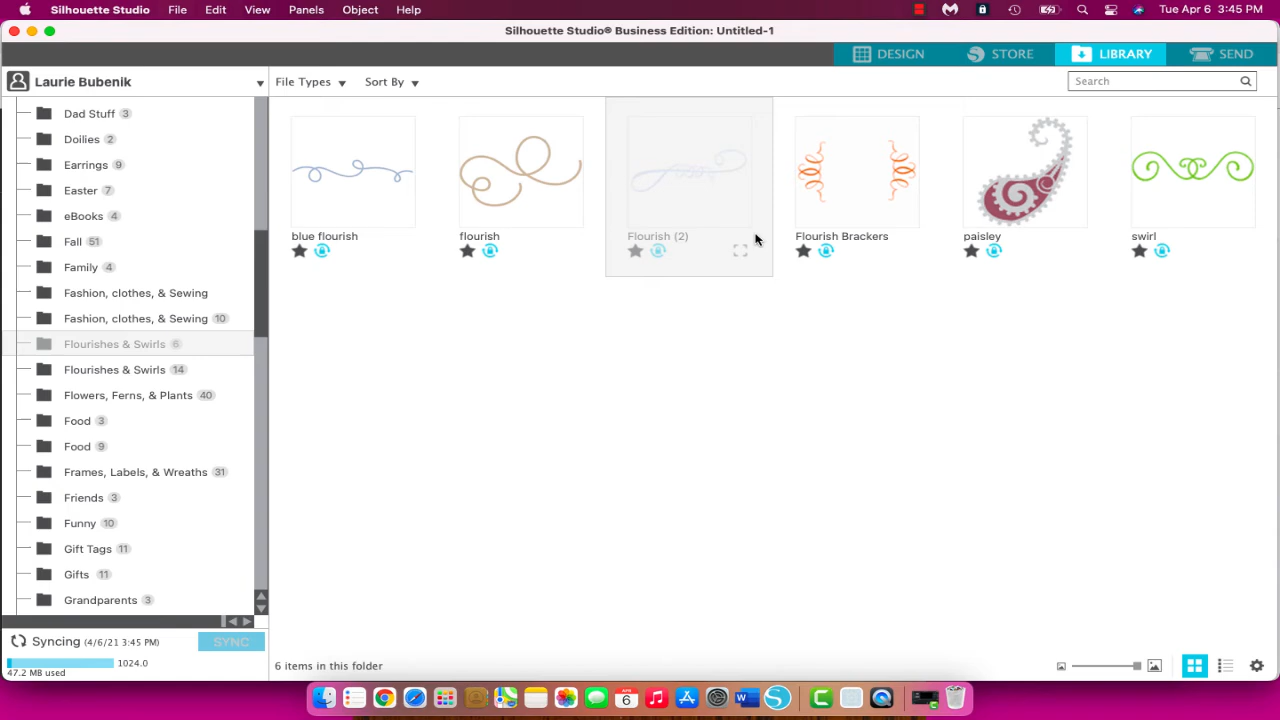 Silhouette Studio File Edit View Panels Object Help Tue Apr 6 3:45 PM
Silhouette Studio® Business Edition: Untitled-1
DESIGN STORE LIBRARY SEND
Laurie Bubenik File Types Sort By Search
Dad Stuff 3
Doilies 2
Earrings 9
Easter 7
eBooks 4
Fall 51
Family 4
Fashion, clothes, & Sewing
Fashion, clothes, & Sewing 10
Flourishes & Swirls 6
Flourishes & Swirls 14
Flowers, Ferns, & Plants 40
Food 3
Food 9
Frames, Labels, & Wreaths 31
Friends 3
Funny 10
Gift Tags 11
Gifts 11
Grandparents 3
blue flourish flourish Flourish (2) Flourish Brackers paisley swirl
Syncing (4/6/21 3:45 PM) SYNC
1024.0
47.2 MB used
6 items in this folder